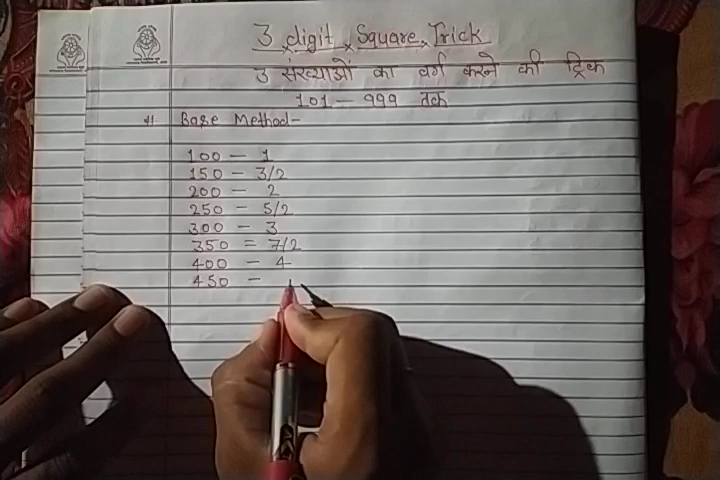 3 digit Square Trick
3 संख्याओं का वर्ग करने की ट्रिक
101 - 999 तक
# Base Method-
100 - 1
150 - 3/2
200 - 2
250 - 5/2
300 - 3
350 = 7/2
400 - 4
450 -